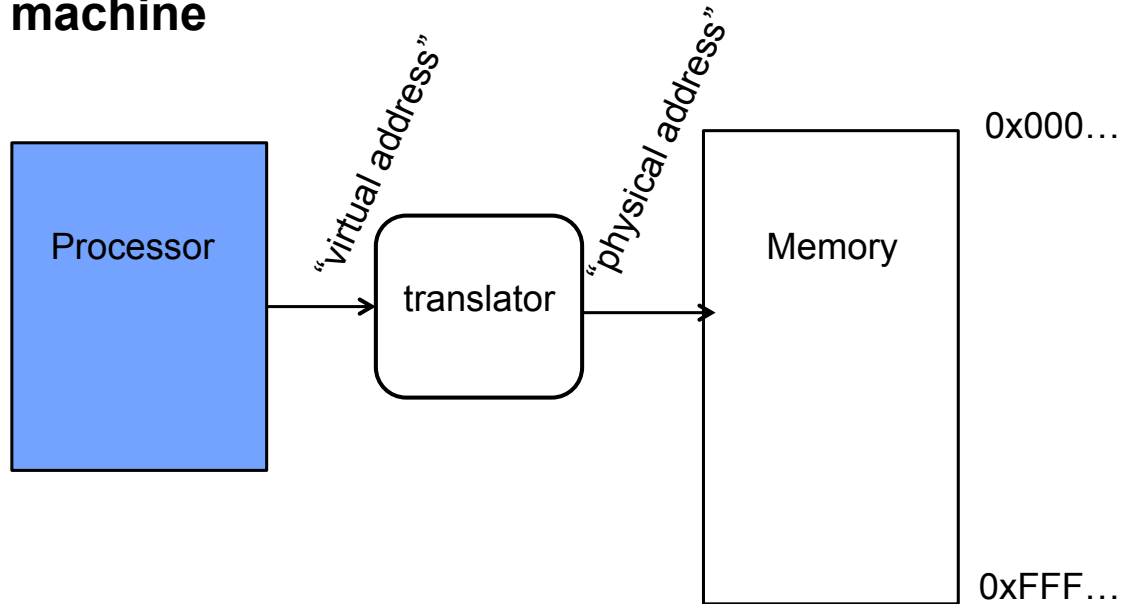 machine
“virtual address”
“physical address”
0x000…
Processor
translator
Memory
0xFFF…